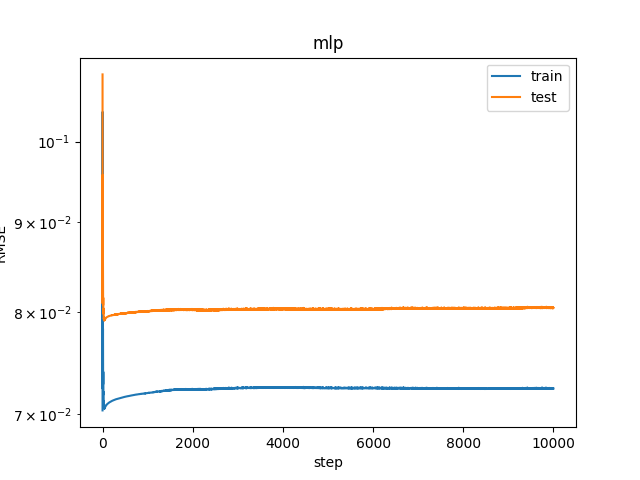 mlp
train
test
10⁻¹
9 × 10⁻²
8 × 10⁻²
7 × 10⁻²
RMSE
0 2000 4000 6000 8000 10000
step